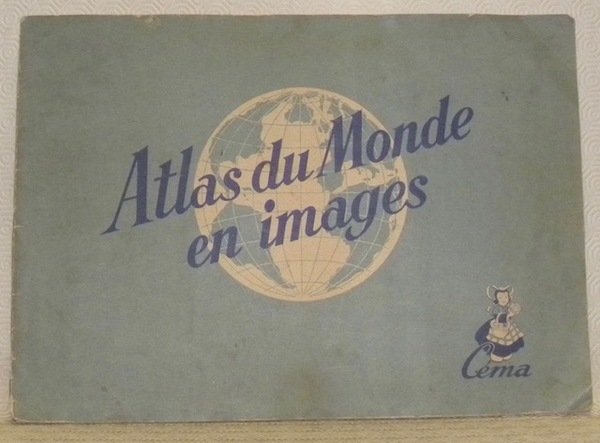 Atlas du Monde
en images
Céma